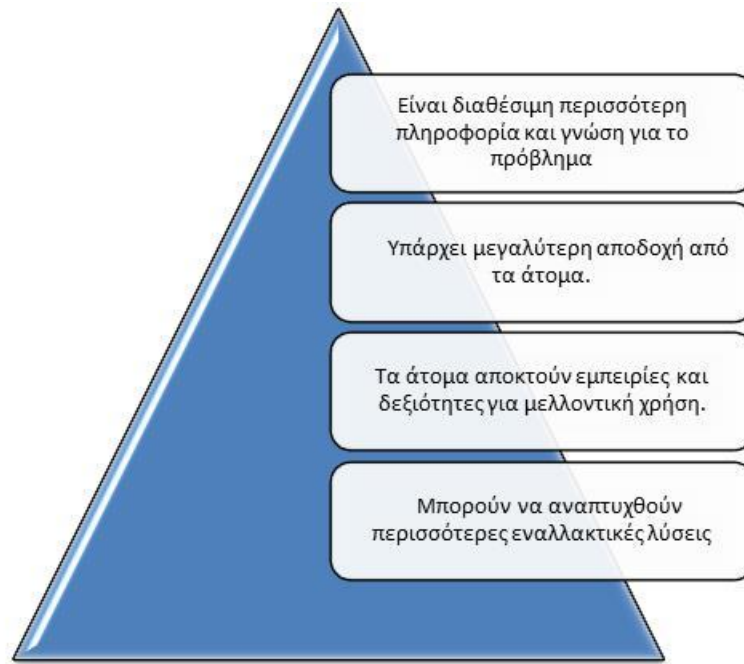 Είναι διαθέσιμη περισσότερη
πληροφορία και γνώση για το
πρόβλημα
Υπάρχει μεγαλύτερη αποδοχή από
τα άτομα.
Τα άτομα αποκτούν εμπειρίες και
δεξιότητες για μελλοντική χρήση.
Μπορούν να αναπτυχθούν
περισσότερες εναλλακτικές λύσεις